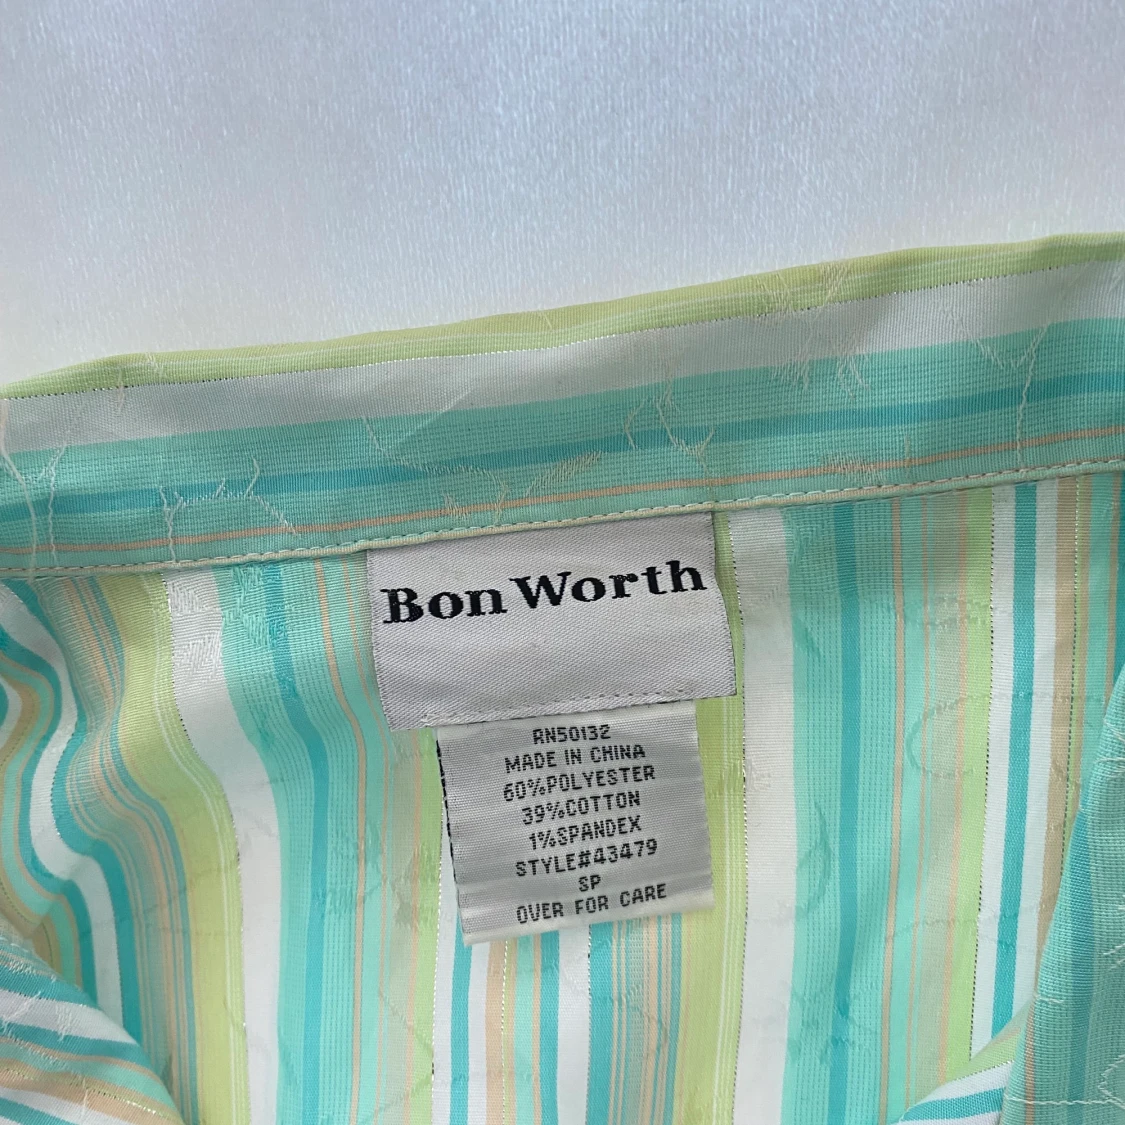 Bon Worth
RN50132
MADE IN CHINA
60%POLYESTER
39%COTTON
1%SPANDEX
STYLE#43479
SP
OVER FOR CARE